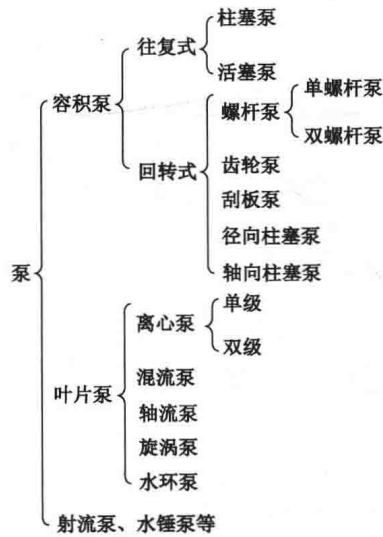 柱塞泵
往复式
活塞泵
容积泵
单螺杆泵
螺杆泵
双螺杆泵
回转式
齿轮泵
刮板泵
径向柱塞泵
轴向柱塞泵
泵
单级
离心泵
双级
混流泵
叶片泵
轴流泵
旋涡泵
水环泵
射流泵、水锤泵等